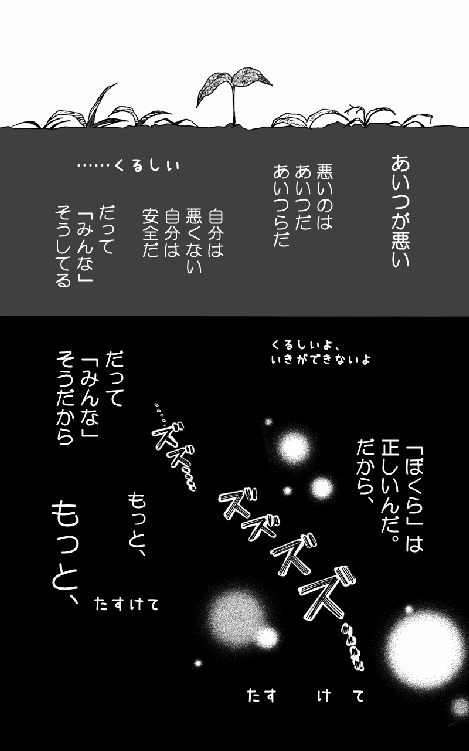 あいつが悪い
悪いのは
あいつだ
あいつらだ
自分は
悪くない
自分は
安全だ
……くるしい
だって
「みんな」
そうしてる
くるしいよ、
いきができないよ
「ぼくら」は
正しいんだ。
だから、
だって
「みんな」
そうだから
……ズズ……
ズズズズ……
もっと、
もっと、
たすけて
たすけて